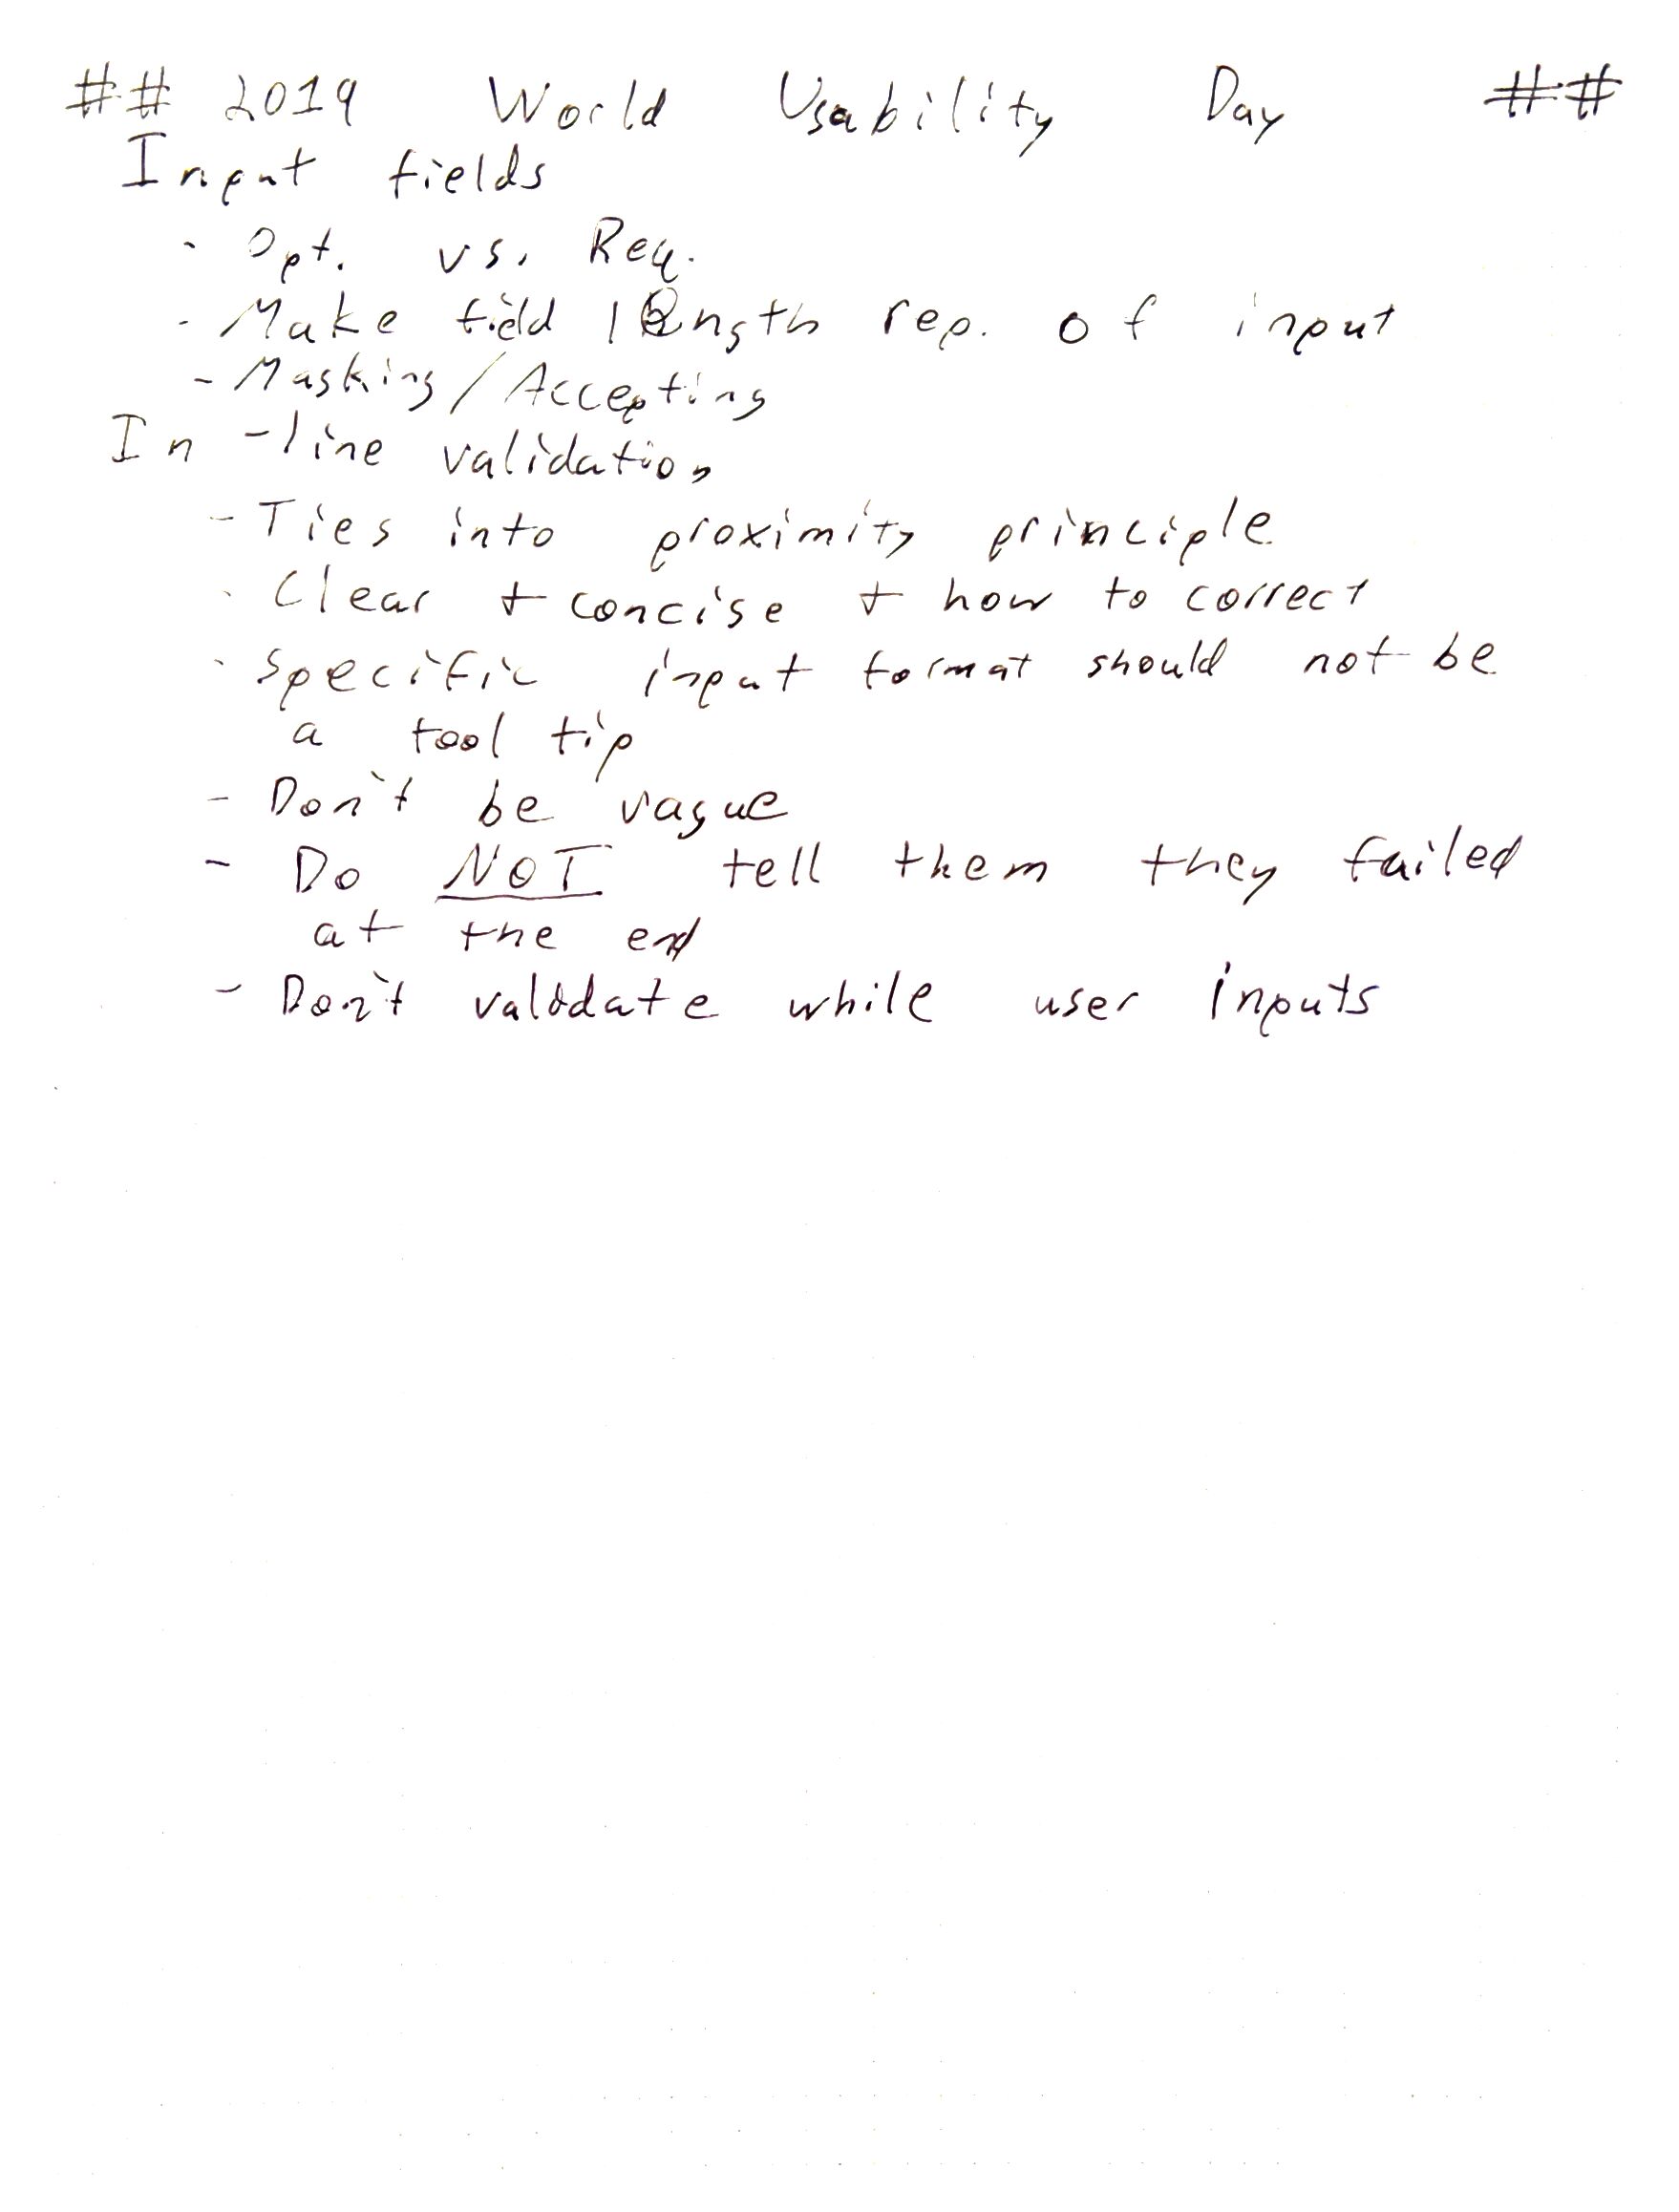 ## 2019 World Usability Day ##
Input fields
- Opt. vs. Req.
- Make field length rep. of input
- Masking/Accepting
In-line validation
- Ties into proximity principle
- Clear + concise + how to correct
- Specific input format should not be
a tool tip
- Don't be vague
- Do NOT tell them they failed
at the end
- Don't validate while user inputs